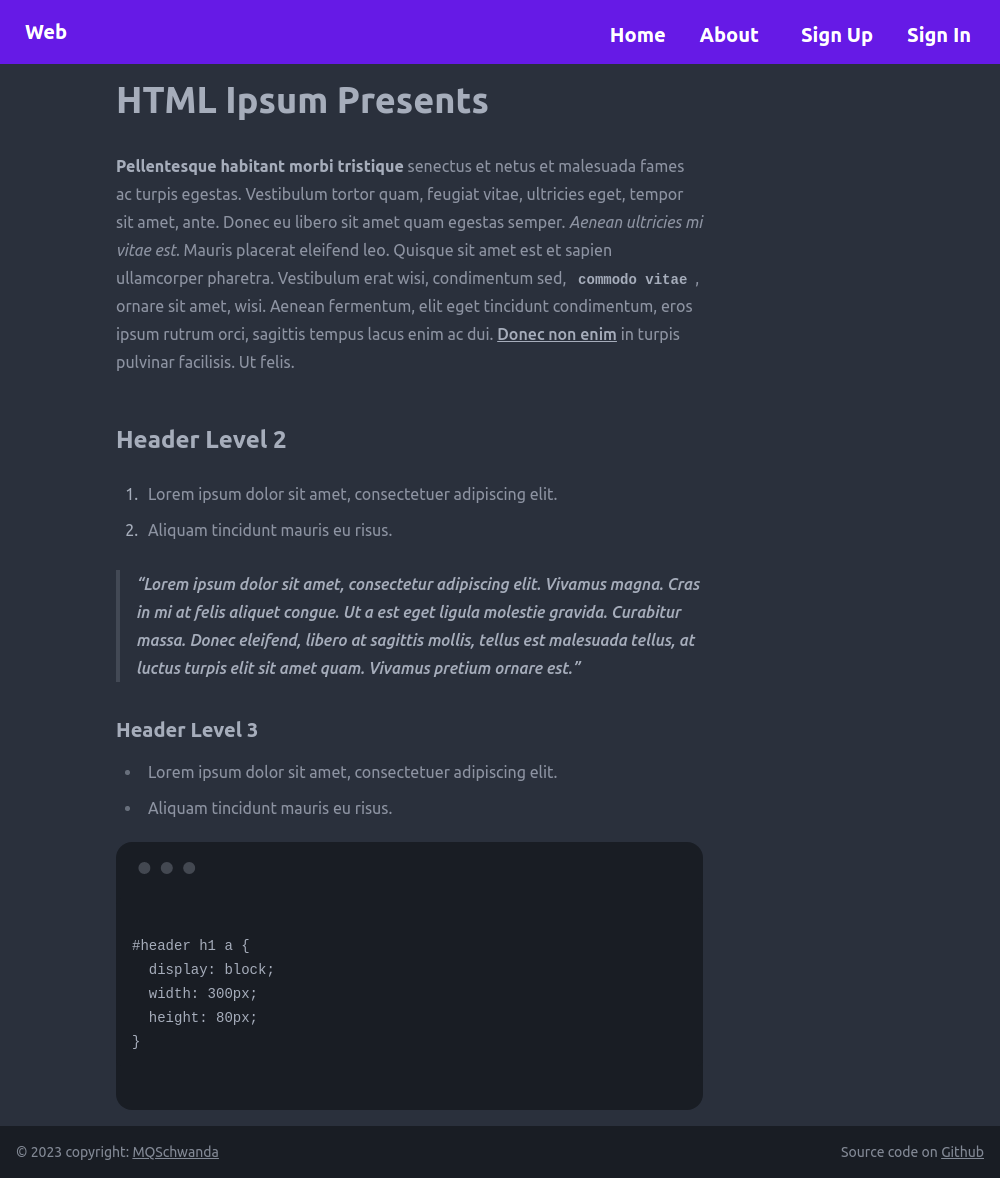 Web
Home About Sign Up Sign In
HTML Ipsum Presents
Pellentesque habitant morbi tristique senectus et netus et malesuada fames
ac turpis egestas. Vestibulum tortor quam, feugiat vitae, ultricies eget, tempor
sit amet, ante. Donec eu libero sit amet quam egestas semper. Aenean ultricies mi
vitae est. Mauris placerat eleifend leo. Quisque sit amet est et sapien
ullamcorper pharetra. Vestibulum erat wisi, condimentum sed, commodo vitae ,
ornare sit amet, wisi. Aenean fermentum, elit eget tincidunt condimentum, eros
ipsum rutrum orci, sagittis tempus lacus enim ac dui. Donec non enim in turpis
pulvinar facilisis. Ut felis.
Header Level 2
1. Lorem ipsum dolor sit amet, consectetuer adipiscing elit.
2. Aliquam tincidunt mauris eu risus.
“Lorem ipsum dolor sit amet, consectetur adipiscing elit. Vivamus magna. Cras
in mi at felis aliquet congue. Ut a est eget ligula molestie gravida. Curabitur
massa. Donec eleifend, libero at sagittis mollis, tellus est malesuada tellus, at
luctus turpis elit sit amet quam. Vivamus pretium ornare est.”
Header Level 3
• Lorem ipsum dolor sit amet, consectetuer adipiscing elit.
• Aliquam tincidunt mauris eu risus.
#header h1 a {
  display: block;
  width: 300px;
  height: 80px;
}
© 2023 copyright: MQSchwanda
Source code on Github